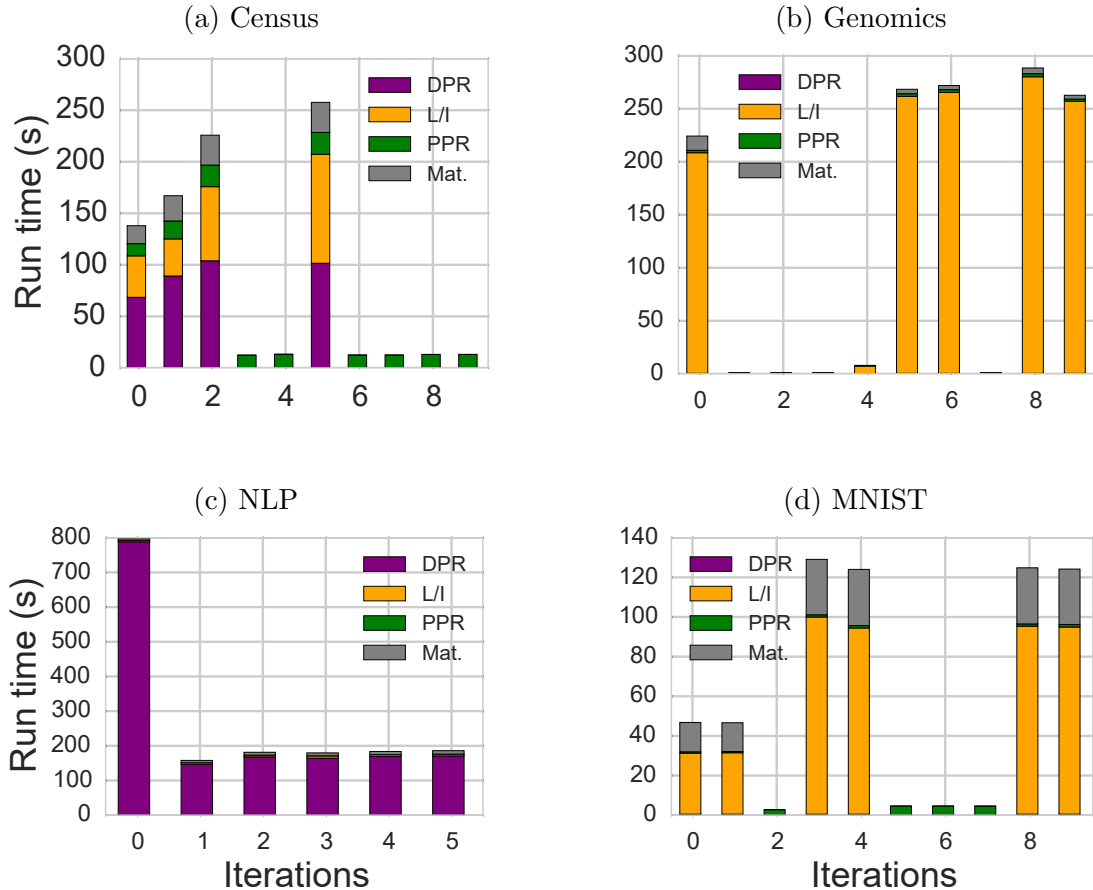 (a) Census
300
250
200
150
100
50
0
Run time (s)
DPR
L/I
PPR
Mat.
0 2 4 6 8
(b) Genomics
300
250
200
150
100
50
0
DPR
L/I
PPR
Mat.
0 2 4 6 8
(c) NLP
800
700
600
500
400
300
200
100
0
Run time (s)
DPR
L/I
PPR
Mat.
0 1 2 3 4 5
Iterations
(d) MNIST
140
120
100
80
60
40
20
0
DPR
L/I
PPR
Mat.
0 2 4 6 8
Iterations